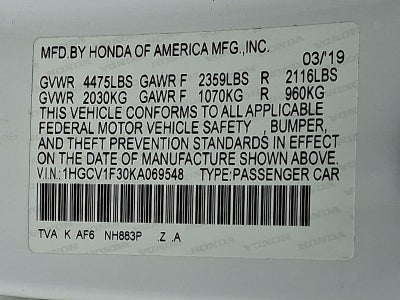 MFD.BY HONDA OF AMERICA MFG.,INC.
03/'19
GVWR 4475LBS GAWR F 2359LBS R 2116LBS
GVWR 2030KG GAWR F 1070KG R 960KG
THIS VEHICLE CONFORMS TO ALL APPLICABLE
FEDERAL MOTOR VEHICLE SAFETY , BUMPER,
AND THEFT PREVENTION STANDARDS IN EFFECT
ON THE DATE OF MANUFACTURE SHOWN ABOVE.
V.I.N.: 1HGCV1F30KA069548 TYPE:PASSENGER CAR
TVA K AF6 NH883P .Z .A